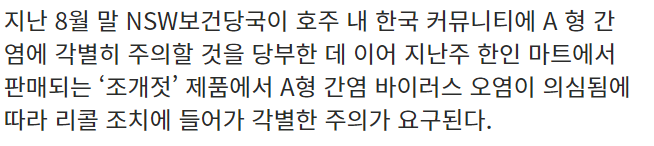 지난 8월 말 NSW보건당국이 호주 내 한국 커뮤니티에 A 형 간
염에 각별히 주의할 것을 당부한 데 이어 지난주 한인 마트에서
판매되는 ‘조개젓’ 제품에서 A형 간염 바이러스 오염이 의심됨에
따라 리콜 조치에 들어가 각별한 주의가 요구된다.